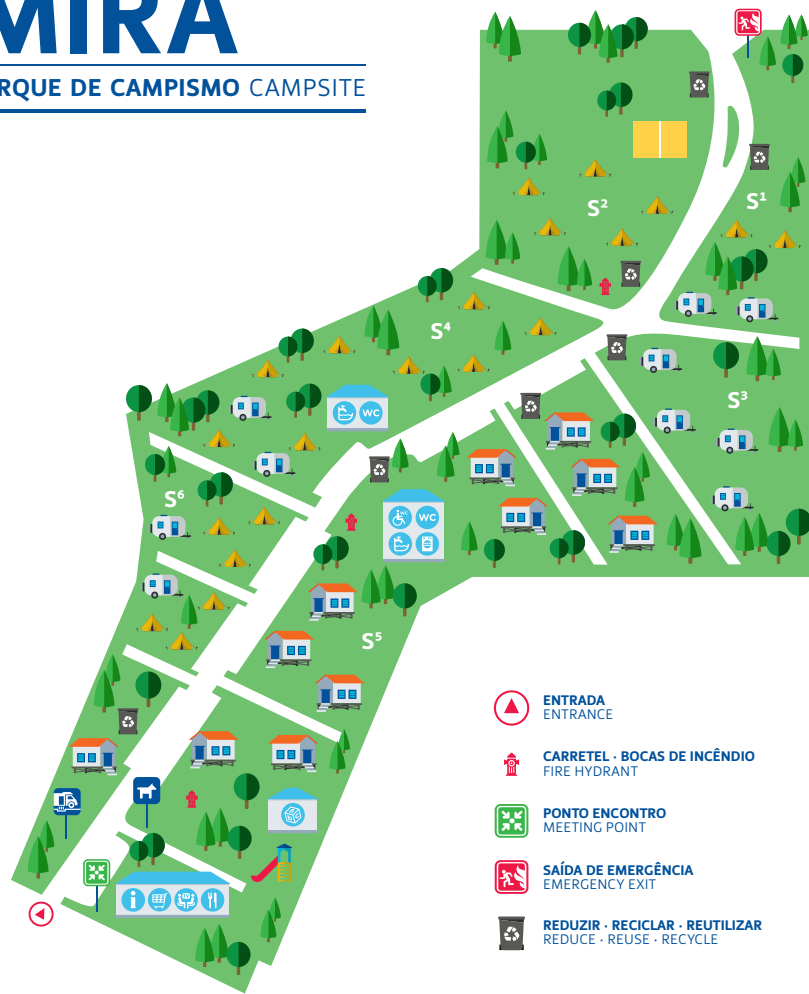 MIRA
RQUE DE CAMPISMO CAMPSITE
S²
S¹
S⁴
S³
WC
S⁶
WC
WC
S⁵
ENTRADA
ENTRANCE
CARRETEL · BOCAS DE INCÊNDIO
FIRE HYDRANT
PONTO ENCONTRO
MEETING POINT
SAÍDA DE EMERGÊNCIA
EMERGENCY EXIT
REDUZIR · RECICLAR · REUTILIZAR
REDUCE · REUSE · RECYCLE
i